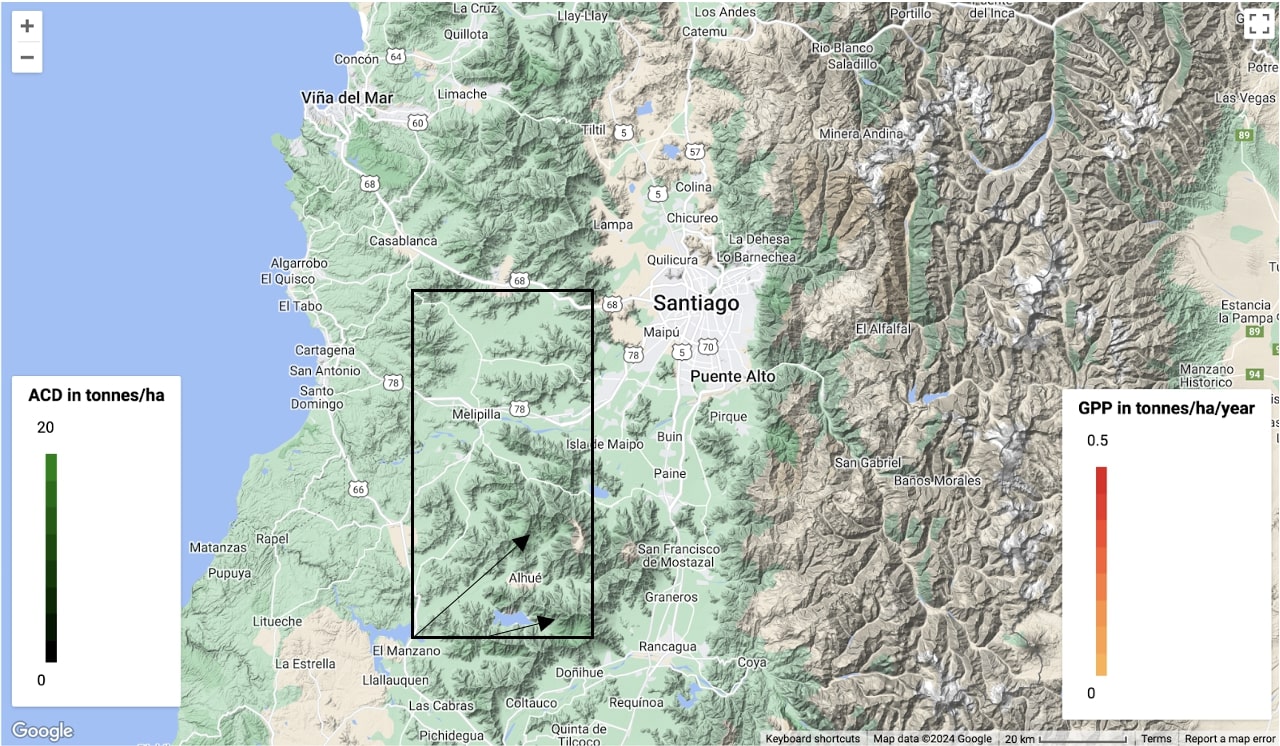 +
−
La Cruz
Llay-Llay
Los Andes
Portillo
del Inca
Quillota
Catemu
Concón
64
Rio Blanco
Saladillo
Potre
Viña del Mar
Limache
Las Vegas
60
Tiltil
5
Minera Andina
89
57
68
5
Colina
Lampa
Chicureo
Casablanca
La Dehesa
Lo Barnechea
Algarrobo
El Quisco
Quilicura
68
El Tabo
68
Santiago
Estancia
la Pampa
Maipú
El Alfalfal
89
Cartagena
78
5
70
San Antonio
78
Puente Alto
Manzano
Historico
94
Santo
Domingo
Melipilla
78
Pirque
Isla de Maipo
Buin
San Gabriel
Paine
Baños Morales
66
Matanzas
Rapel
San Francisco
de Mostazal
Pupuya
Alhué
Graneros
Litueche
El Manzano
Rancagua
La Estrella
Coya
Llallauquen
Doñihue
Las Cabras
Coltauco
Requínoa
Pichidegua
Quinta de
Tilcoco
ACD in tonnes/ha
20
0
GPP in tonnes/ha/year
0.5
0
Google
Keyboard shortcuts
Map data ©2024 Google
20 km
Terms
Report a map error